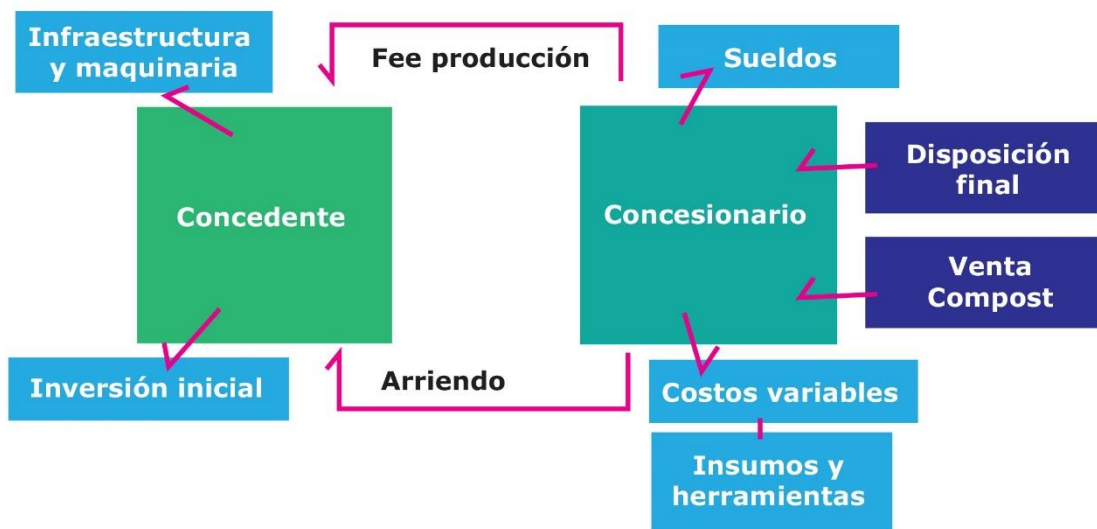 Infraestructura
y maquinaria
Fee producción
Sueldos
Concedente
Concesionario
Disposición
final
Venta
Compost
Inversión inicial
Arriendo
Costos variables
Insumos y
herramientas